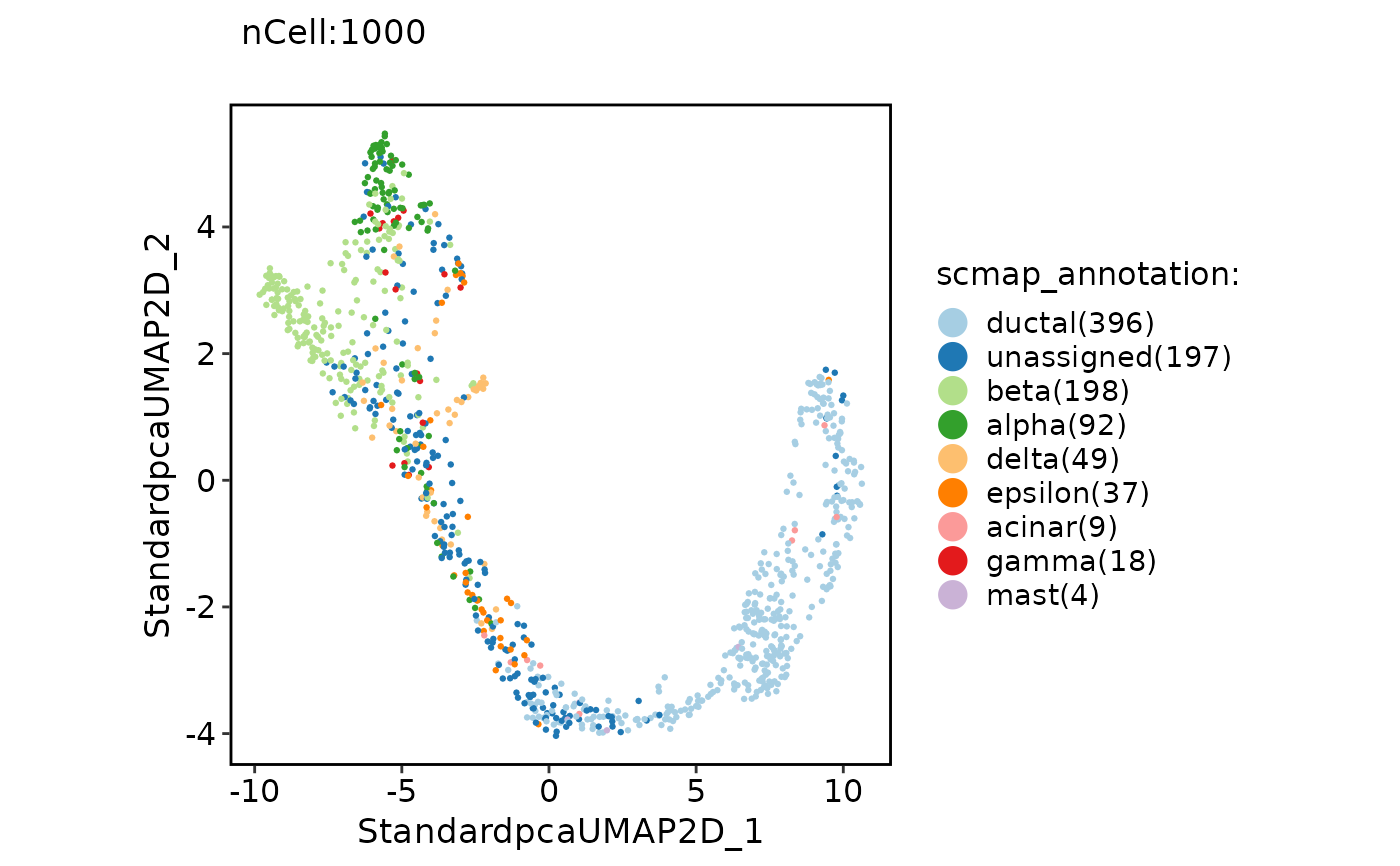 nCell:1000
StandardpcaUMAP2D_2
4
2
0
-2
-4
-10
-5
0
5
10
StandardpcaUMAP2D_1
scmap_annotation:
ductal(396)
unassigned(197)
beta(198)
alpha(92)
delta(49)
epsilon(37)
acinar(9)
gamma(18)
mast(4)